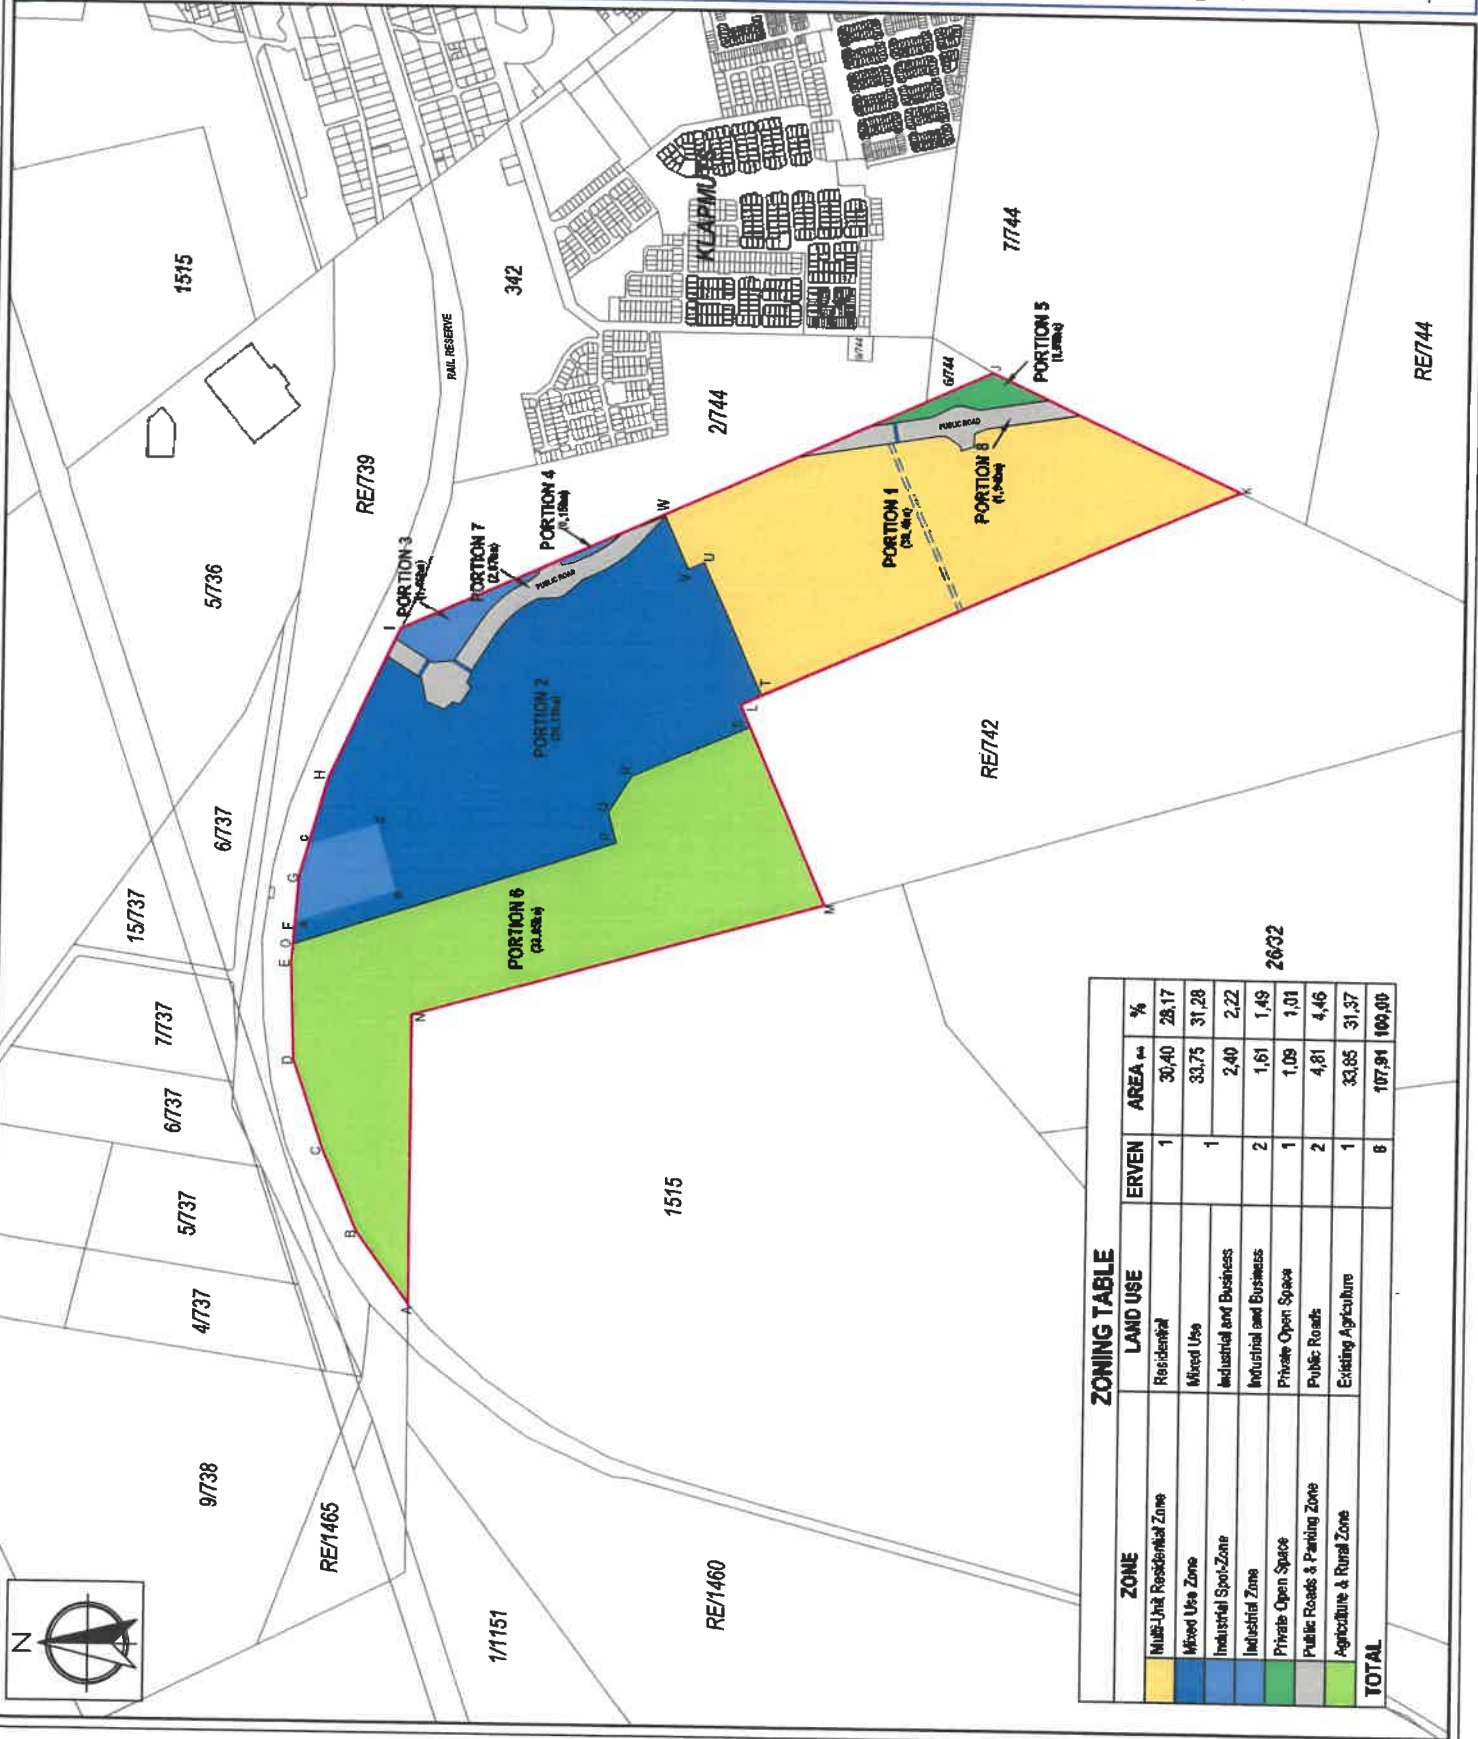 N
1515
342
RAIL RESERVE
KLAPMUTS
7/744
RE/744
2/744
6/744
RE/739
5/736
6/737
15/737
7/737
6/737
5/737
4/737
9/738
RE/1465
1/1151
RE/1460
1515
RE/742
26/32
PORTION 3
PORTION 7
PORTION 4
PUBLIC ROAD
PORTION 2
PORTION 6
(33.85ha)
PORTION 1
PORTION 8
PUBLIC ROAD
PORTION 5
A
B
C
D
E
O
F
G
c
H
I
W
V
U
T
L
R
Q
P
M
J
K
ZONING TABLE
ZONE LAND USE ERVEN AREA %
Multi-Unit Residential Zone Residential 1 30,40 28,17
Mixed Use Zone Mixed Use 1 33,75 31,28
Industrial Spot-Zone Industrial and Business 2,40 2,22
Industrial Zone Industrial and Business 2 1,61 1,49
Private Open Space Private Open Space 1 1,09 1,01
Public Roads & Parking Zone Public Roads 2 4,81 4,46
Agriculture & Rural Zone Existing Agriculture 1 33,85 31,37
TOTAL 8 107,91 100,00